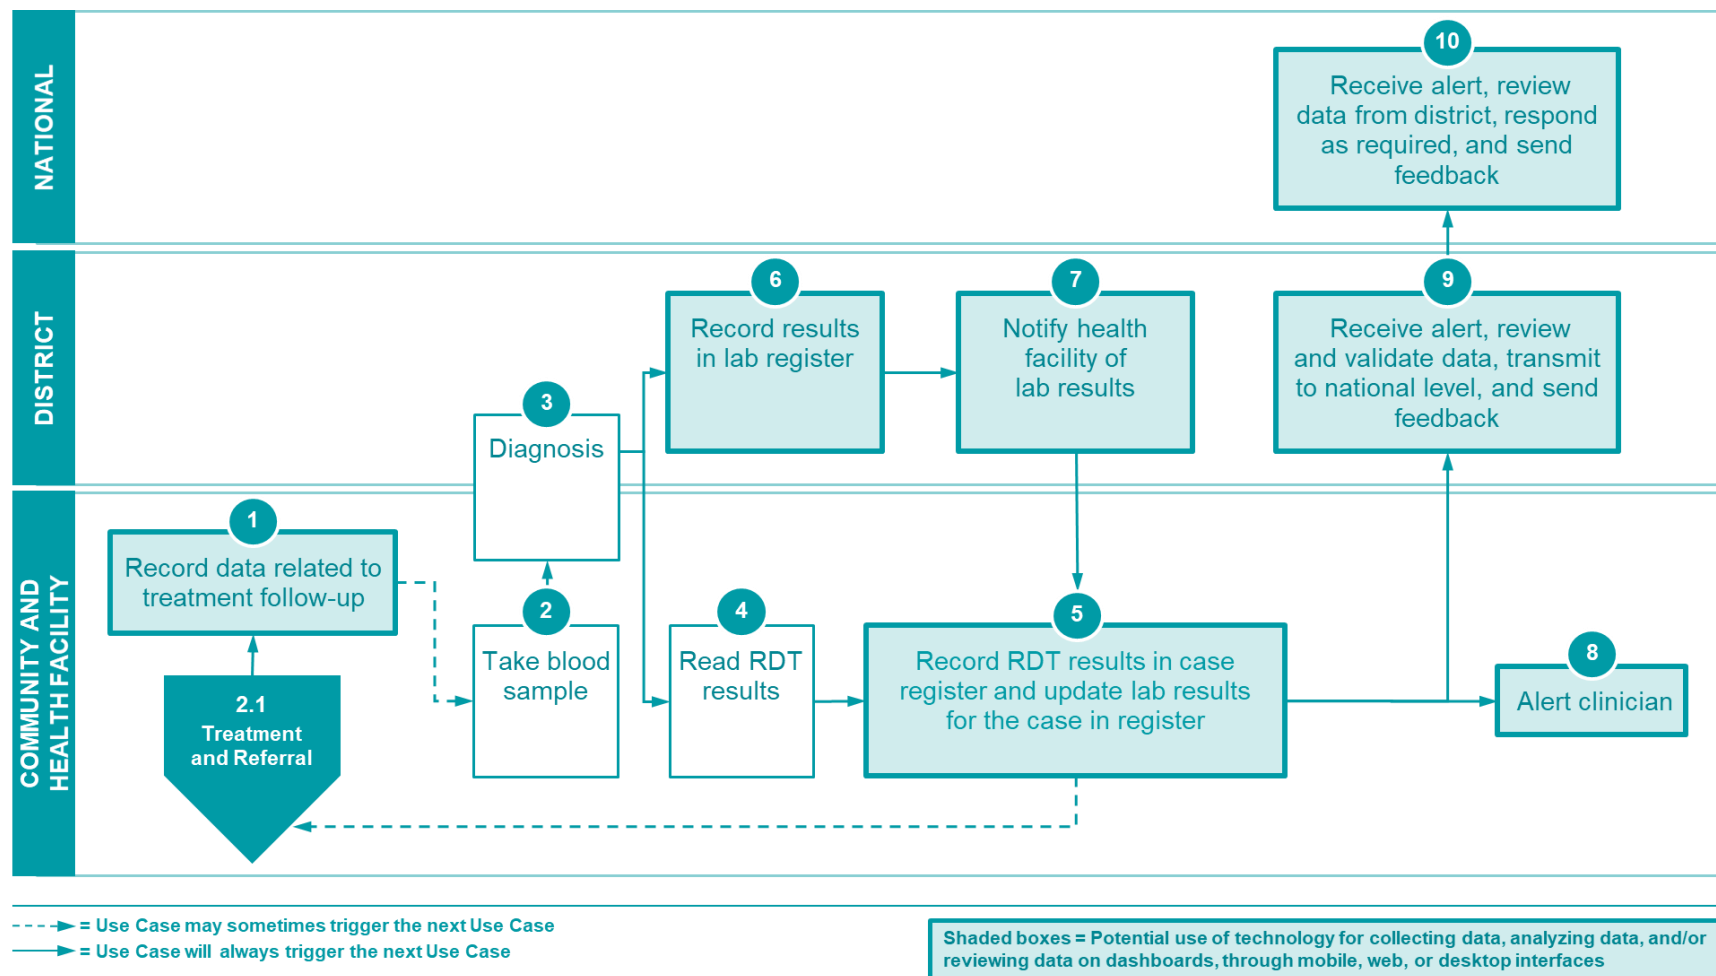 NATIONAL
10
Receive alert, review
data from district, respond
as required, and send
feedback
DISTRICT
6
Record results
in lab register
7
Notify health
facility of
lab results
9
Receive alert, review
and validate data, transmit
to national level, and send
feedback
3
Diagnosis
COMMUNITY AND
HEALTH FACILITY
1
Record data related to
treatment follow-up
2.1
Treatment
and Referral
2
Take blood
sample
4
Read RDT
results
5
Record RDT results in case
register and update lab results
for the case in register
8
Alert clinician
= Use Case may sometimes trigger the next Use Case
= Use Case will always trigger the next Use Case
Shaded boxes = Potential use of technology for collecting data, analyzing data, and/or
reviewing data on dashboards, through mobile, web, or desktop interfaces